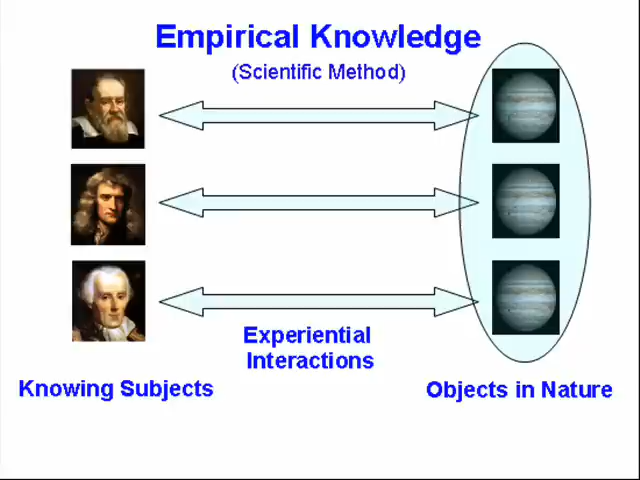 Empirical Knowledge
(Scientific Method)
Experiential
Interactions
Knowing Subjects
Objects in Nature